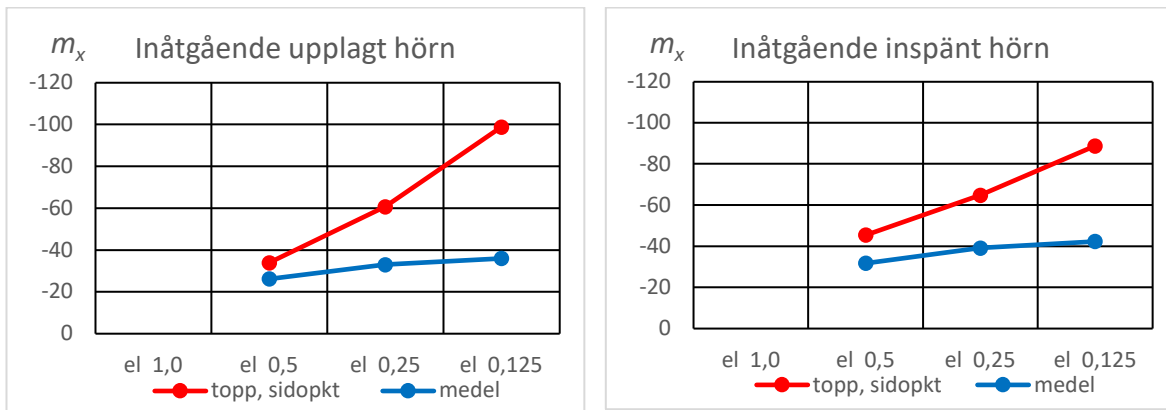 m_x Inåtgående upplagt hörn
-120
-100
-80
-60
-40
-20
0
el 1,0 el 0,5 el 0,25 el 0,125
topp, sidopkt medel
m_x Inåtgående inspänt hörn
-120
-100
-80
-60
-40
-20
0
el 1,0 el 0,5 el 0,25 el 0,125
topp, sidopkt medel